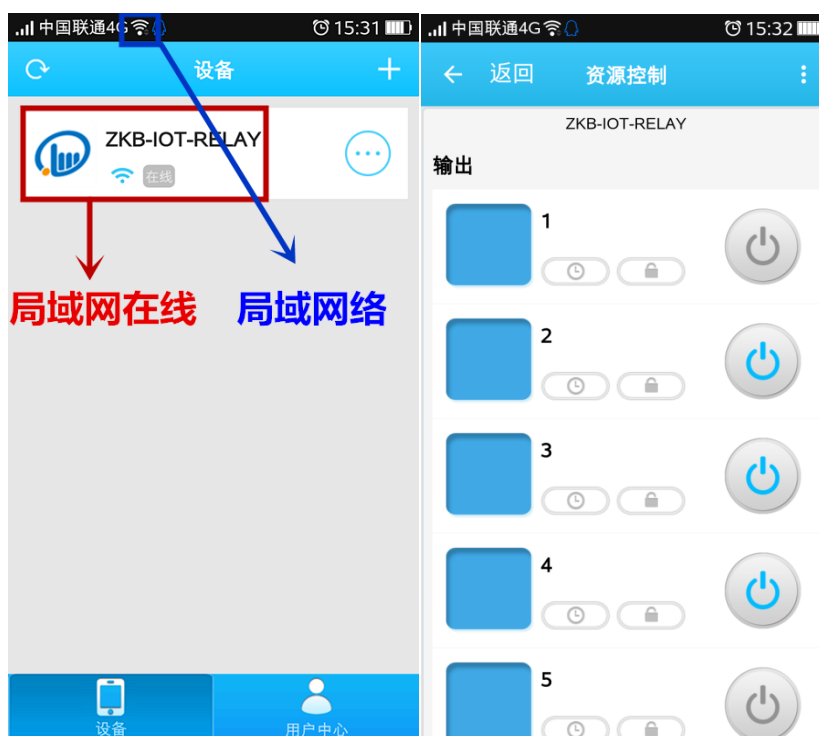 中国联通4G
15:31
设备
ZKB-IOT-RELAY
在线
局域网在线
局域网络
设备
用户中心
中国联通4G
15:32
返回
资源控制
ZKB-IOT-RELAY
输出
1
2
3
4
5